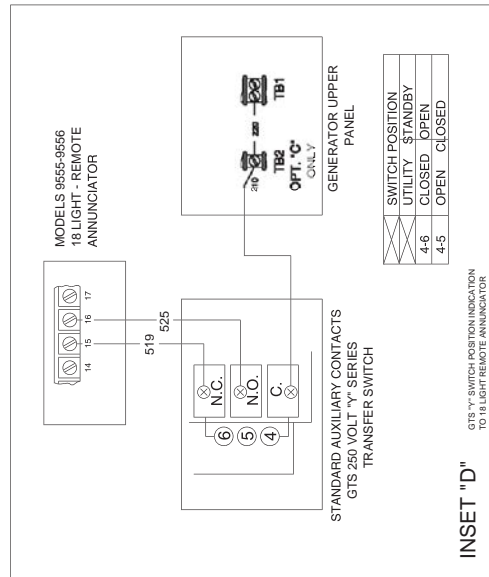 MODELS 9555-9556
18 LIGHT - REMOTE
ANNUNCIATOR
14
15
16
17
519
525
N.C.
N.O.
C.
6
5
4
STANDARD AUXILIARY CONTACTS
GTS 250 VOLT "Y" SERIES
TRANSFER SWITCH
210
220
TB2
TB1
OPT. "C"
ONLY
GENERATOR UPPER
PANEL
SWITCH POSITION
UTILITY STANDBY
4-6 CLOSED OPEN
4-5 OPEN CLOSED
INSET "D"
GTS "Y" SWITCH POSITION INDICATION
TO 18 LIGHT REMOTE ANNUNCIATOR